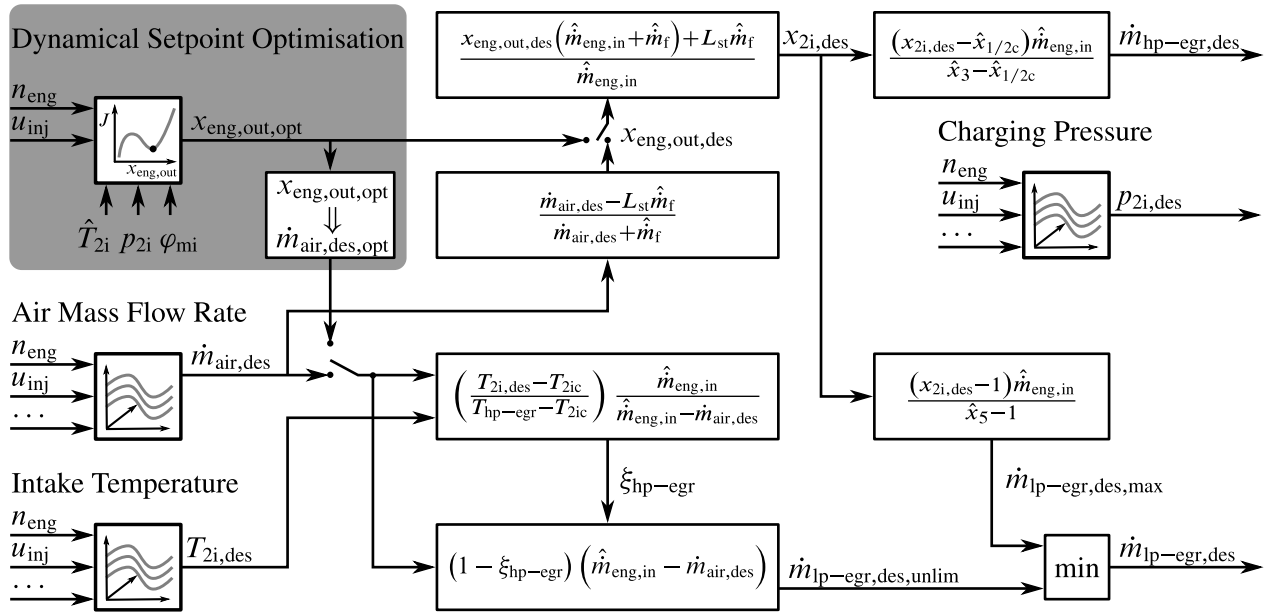 Dynamical Setpoint Optimisation
n_eng
u_inj
J
x_eng,out
x_eng,out,opt
T̂_2i p_2i φ_mi
x_eng,out,opt
⇓
ṁ_air,des,opt
x_eng,out,des(ṁ̂_eng,in+ṁ̂_f)+L_stṁ̂_f
ṁ̂_eng,in
x_2i,des
(x_2i,des−x̂_1/2c)ṁ̂_eng,in
x̂_3−x̂_1/2c
ṁ_hp−egr,des
x_eng,out,des
ṁ_air,des−L_stṁ̂_f
ṁ_air,des+ṁ̂_f
Charging Pressure
n_eng
u_inj
...
p_2i,des
Air Mass Flow Rate
n_eng
u_inj
...
ṁ_air,des
(T_2i,des−T_2ic / T_hp−egr−T_2ic) ṁ̂_eng,in / ṁ̂_eng,in−ṁ_air,des
(x_2i,des−1)ṁ̂_eng,in
x̂_5−1
Intake Temperature
n_eng
u_inj
...
T_2i,des
ξ_hp−egr
ṁ_lp−egr,des,max
(1−ξ_hp−egr)(ṁ̂_eng,in−ṁ_air,des)
ṁ_lp−egr,des,unlim
min
ṁ_lp−egr,des